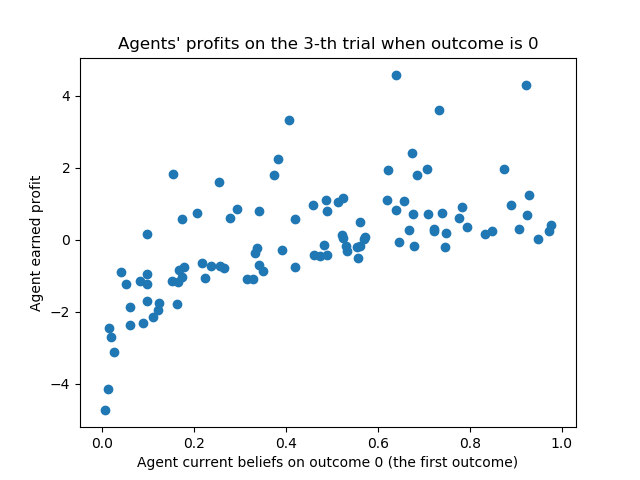 Agents' profits on the 3-th trial when outcome is 0
Agent earned profit
4
2
0
−2
−4
0.0 0.2 0.4 0.6 0.8 1.0
Agent current beliefs on outcome 0 (the first outcome)